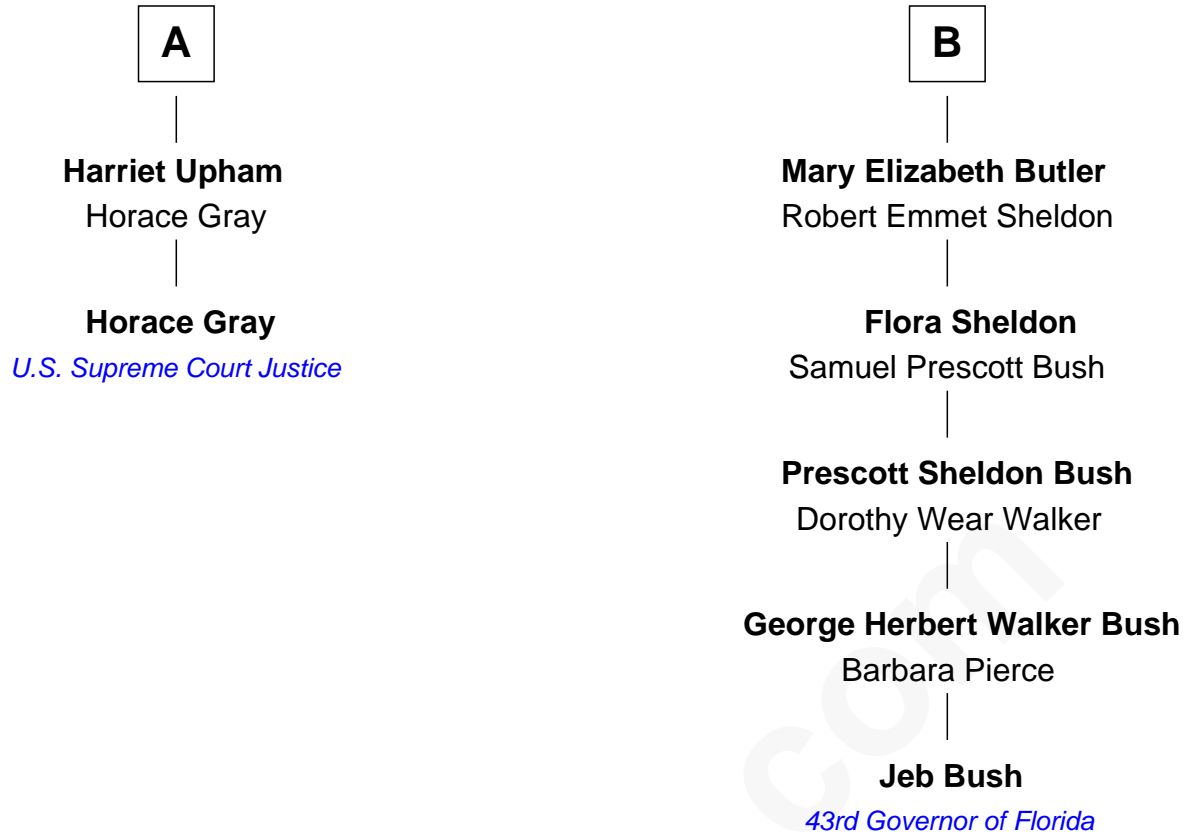 A
Harriet Upham
Horace Gray
Horace Gray
U.S. Supreme Court Justice
B
Mary Elizabeth Butler
Robert Emmet Sheldon
Flora Sheldon
Samuel Prescott Bush
Prescott Sheldon Bush
Dorothy Wear Walker
George Herbert Walker Bush
Barbara Pierce
Jeb Bush
43rd Governor of Florida
com